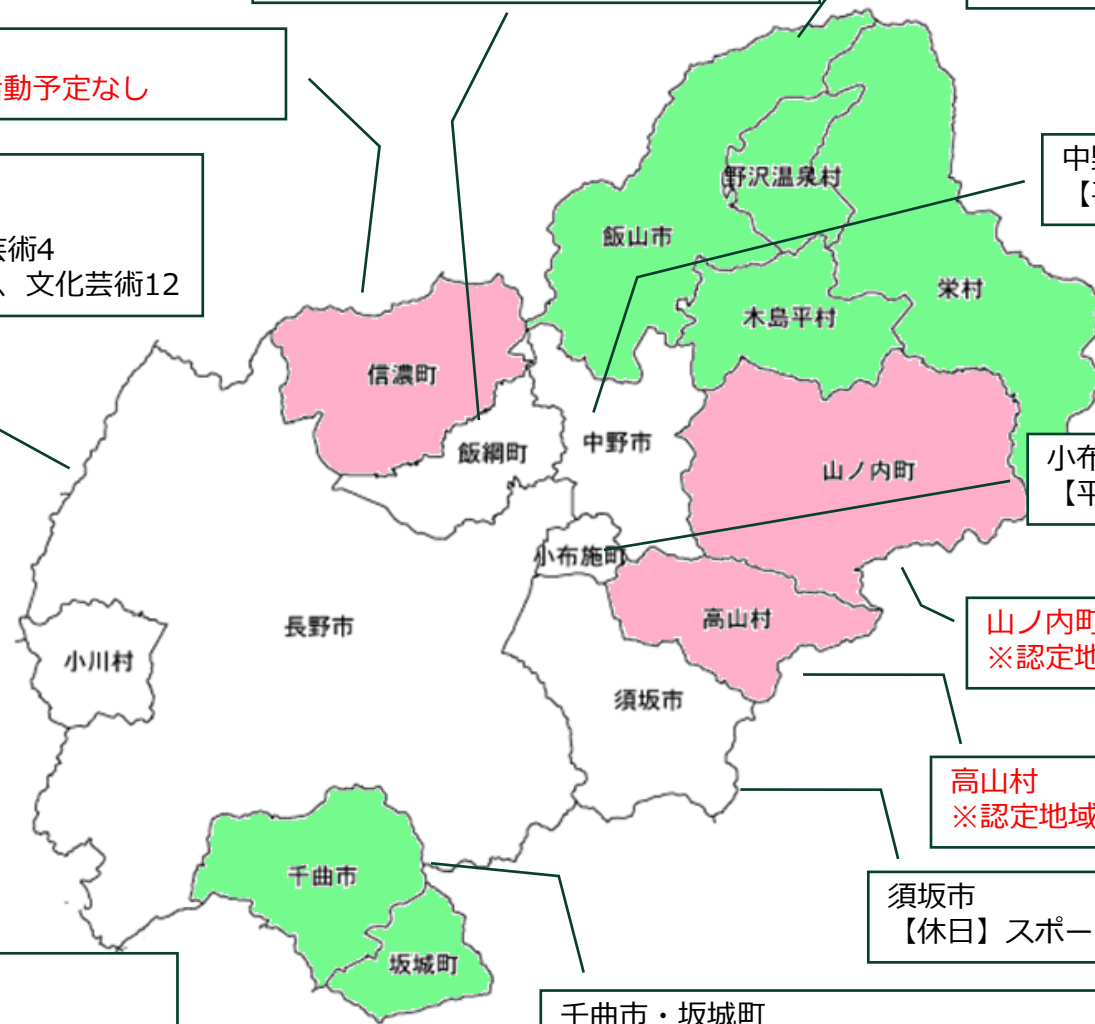 動予定なし
芸術4
、文化芸術12
野沢温泉村
飯山市
栄村
木島平村
信濃町
中野市
飯綱町
山ノ内町
小布施町
高山村
長野市
小川村
須坂市
千曲市
坂城町
中野
小布
【平
山ノ内町
※認定地
高山村
※認定地域
須坂市
【休日】スポー
千曲市・坂城町